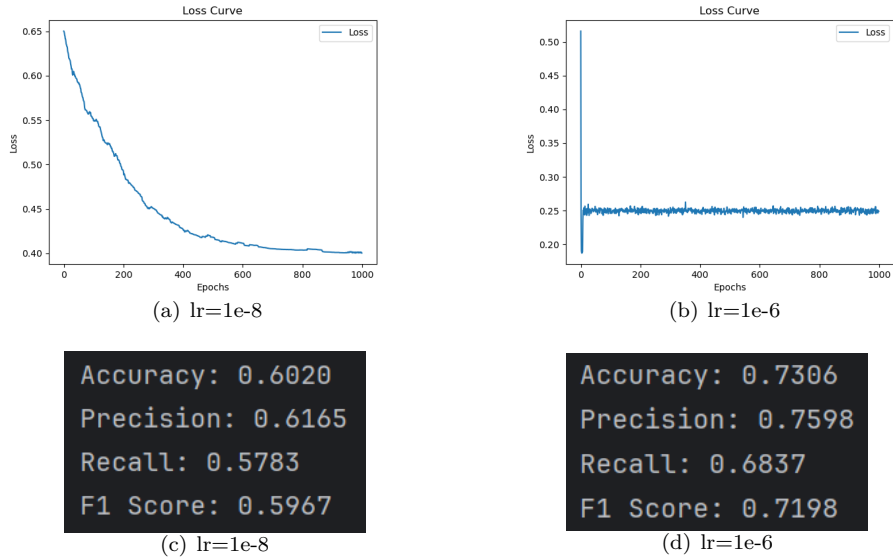 Loss Curve
Loss
0.65
0.60
0.55
0.50
0.45
0.40
Loss
0
200
400
600
800
1000
Epochs
(a) lr=1e-8
Loss Curve
Loss
0.50
0.45
0.40
0.35
0.30
0.25
0.20
Loss
0
200
400
600
800
1000
Epochs
(b) lr=1e-6
Accuracy: 0.6020
Precision: 0.6165
Recall: 0.5783
F1 Score: 0.5967
(c) lr=1e-8
Accuracy: 0.7306
Precision: 0.7598
Recall: 0.6837
F1 Score: 0.7198
(d) lr=1e-6